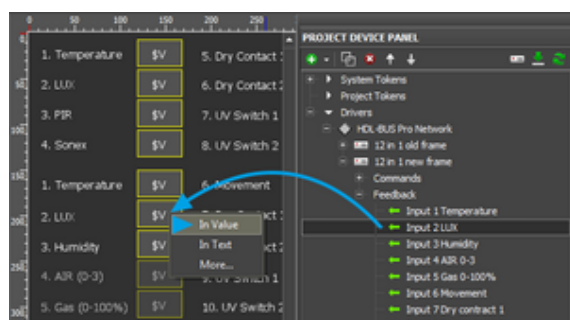 0 50 100 150 200 250
PROJECT DEVICE PANEL
1. Temperature $V 5. Dry Contact
2. LUX $V 6. Dry Contact 2
3. PIR $V 7. UV Switch 1
4. Sonex $V 8. UV Switch 2
1. Temperature $V 6. Movement
2. LUX $V
3. Humidity
4. AIR (0-3) $V 9. UV Switch 1
5. Gas (0-100%) $V 10. UV Switch 2
In Value
In Text
More...
System Tokens
Project Tokens
Drivers
HDL-BUS Pro Network
12 in 1 old frame
12 in 1 new frame
Commands
Feedback
Input 1 Temperature
Input 2 LUX
Input 3 Humidity
Input 4 AIR 0-3
Input 5 Gas 0-100%
Input 6 Movement
Input 7 Dry contract 1